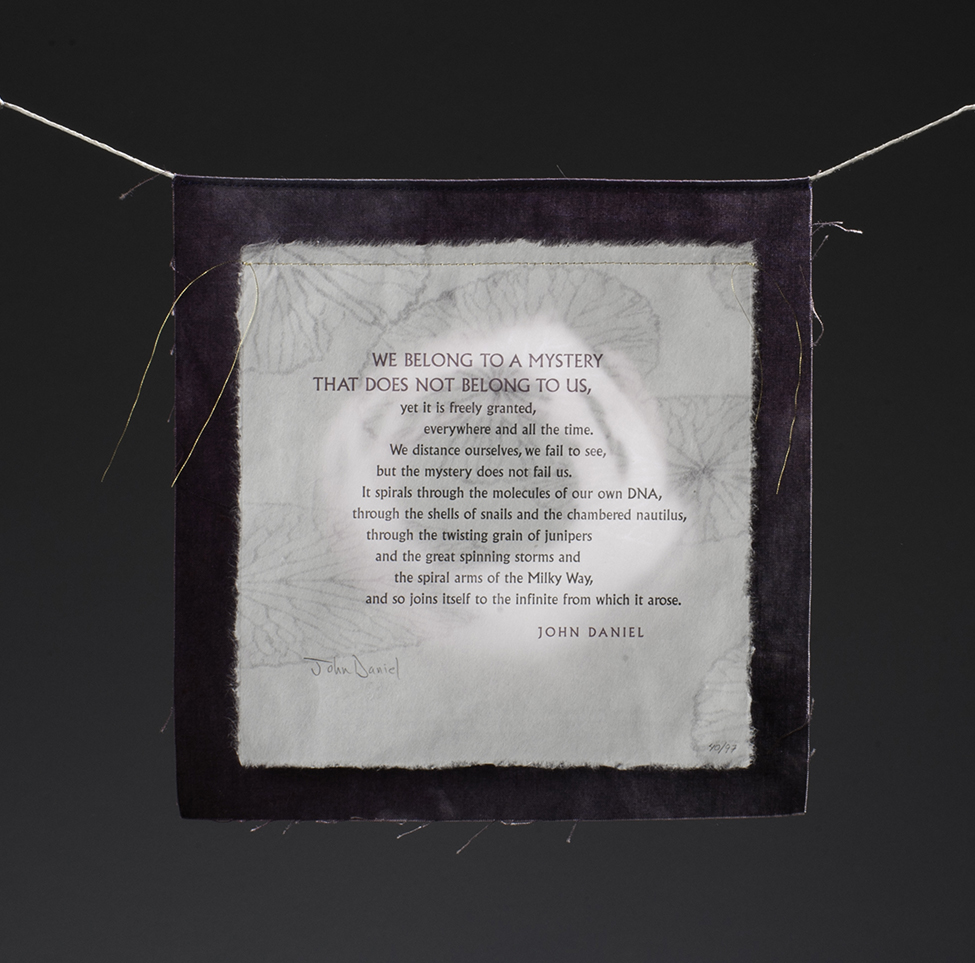 WE BELONG TO A MYSTERY
THAT DOES NOT BELONG TO US,
yet it is freely granted,
everywhere and all the time.
We distance ourselves, we fail to see,
but the mystery does not fail us.
It spirals through the molecules of our own DNA,
through the shells of snails and the chambered nautilus,
through the twisting grain of junipers
and the great spinning storms and
the spiral arms of the Milky Way,
and so joins itself to the infinite from which it arose.
JOHN DANIEL
John Daniel